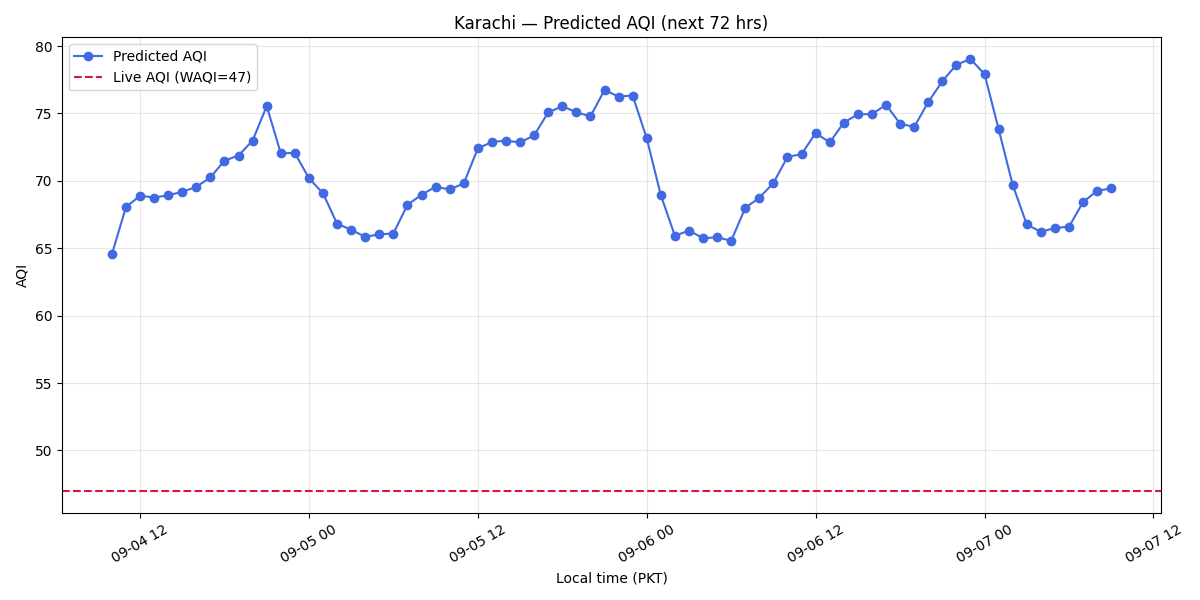 Karachi — Predicted AQI (next 72 hrs)
Predicted AQI
Live AQI (WAQI=47)
AQI
80
75
70
65
60
55
50
09-04 12
09-05 00
09-05 12
09-06 00
09-06 12
09-07 00
09-07 12
Local time (PKT)